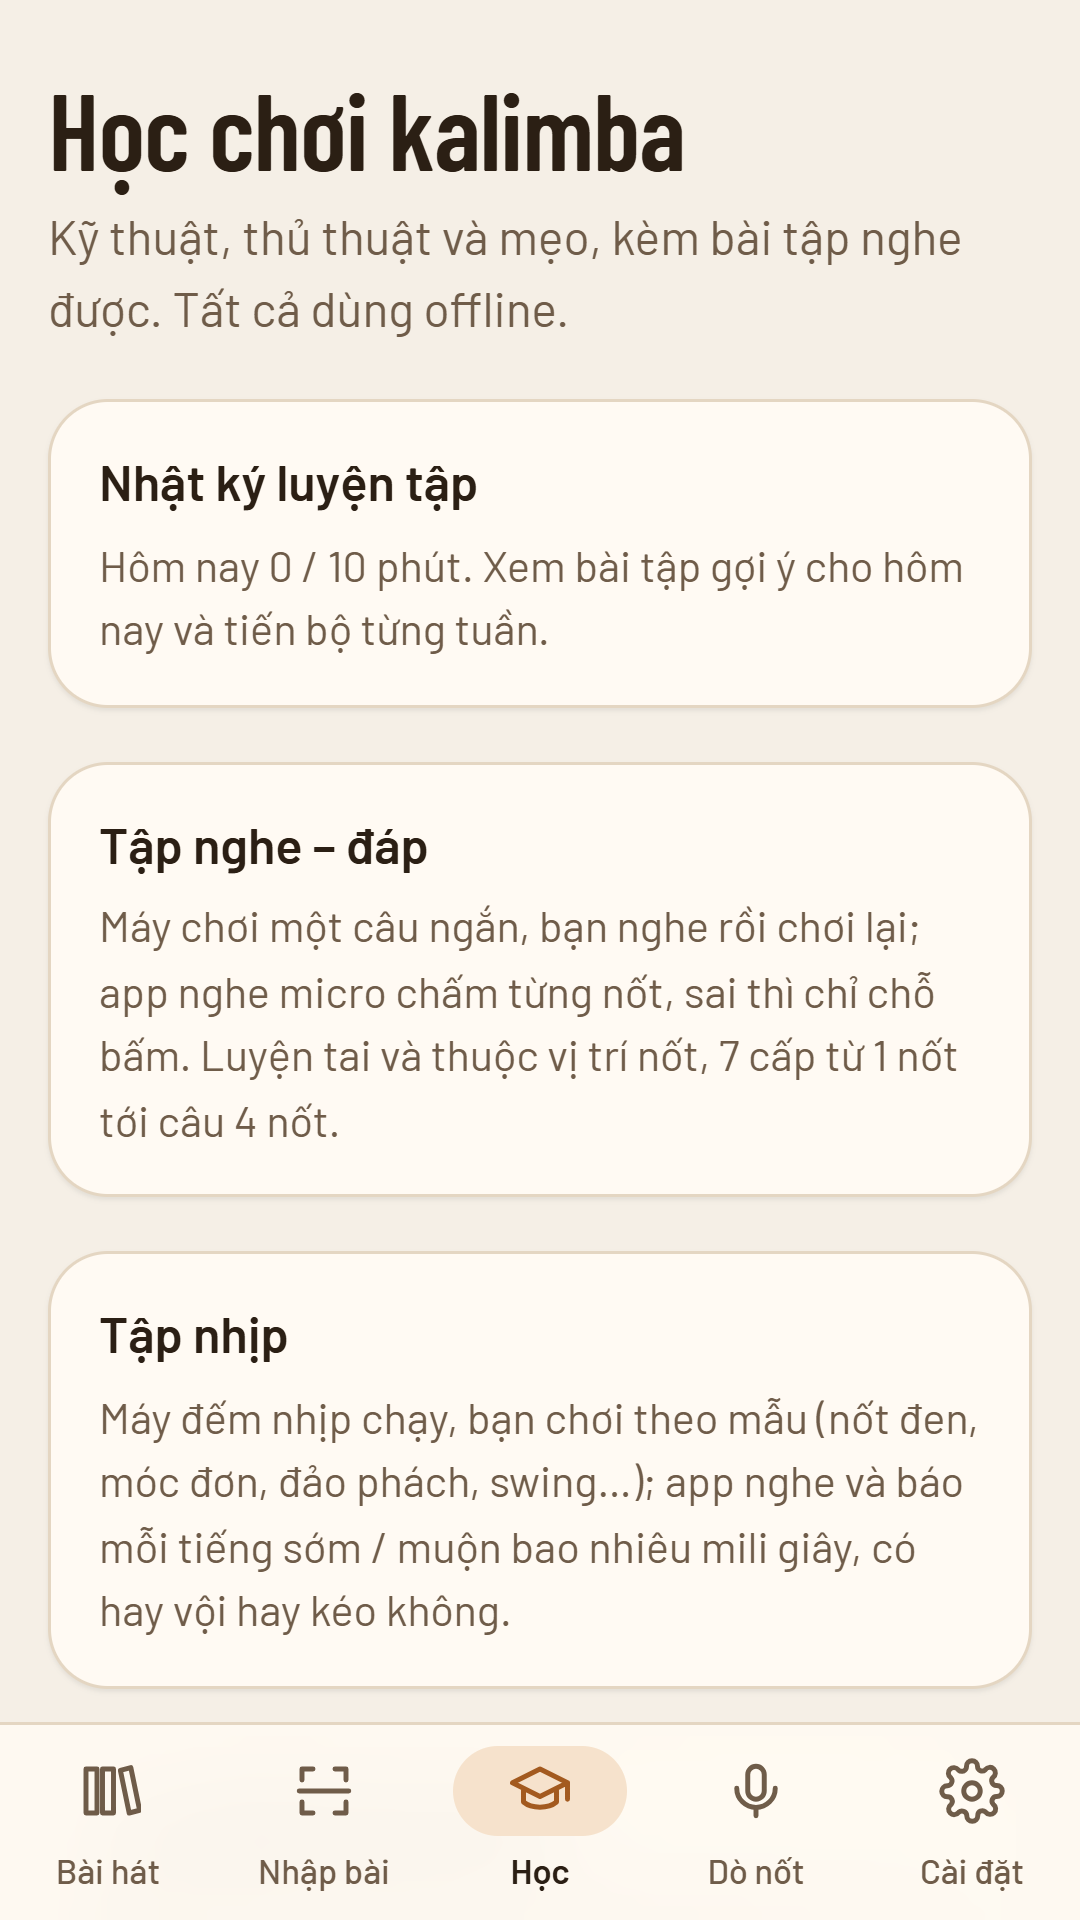 Học chơi kalimba
Kỹ thuật, thủ thuật và mẹo, kèm bài tập nghe
được. Tất cả dùng offline.
Nhật ký luyện tập
Hôm nay 0 / 10 phút. Xem bài tập gợi ý cho hôm
nay và tiến bộ từng tuần.
Tập nghe – đáp
Máy chơi một câu ngắn, bạn nghe rồi chơi lại;
app nghe micro chấm từng nốt, sai thì chỉ chỗ
bấm. Luyện tai và thuộc vị trí nốt, 7 cấp từ 1 nốt
tới câu 4 nốt.
Tập nhịp
Máy đếm nhịp chạy, bạn chơi theo mẫu (nốt đen,
móc đơn, đảo phách, swing...); app nghe và báo
mỗi tiếng sớm / muộn bao nhiêu mili giây, có
hay vội hay kéo không.
Bài hát
Nhập bài
Học
Dò nốt
Cài đặt